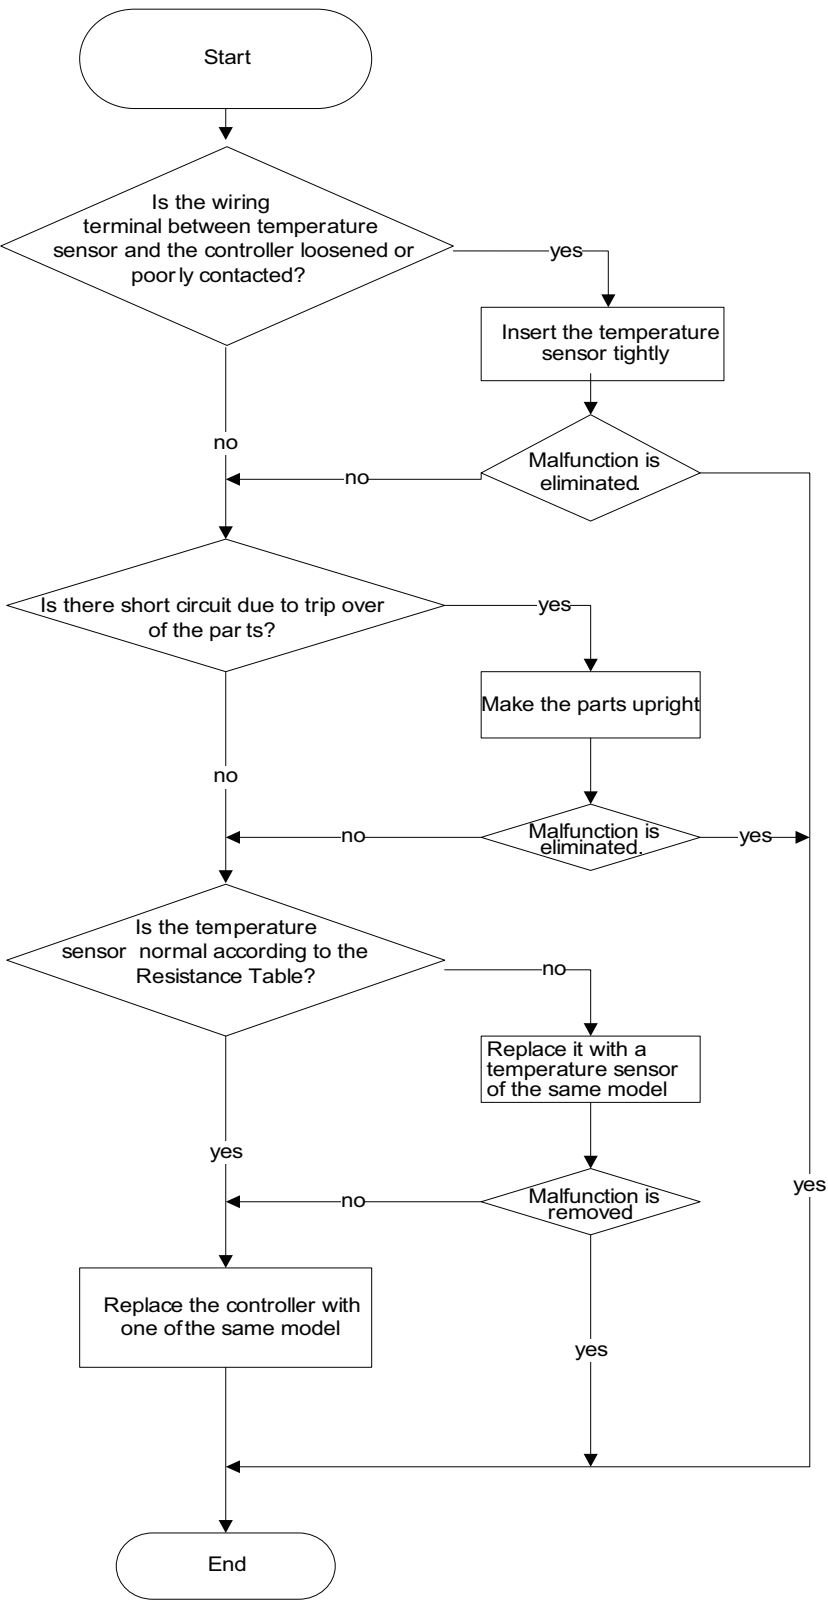 Start
Is the wiring
terminal between temperature
sensor and the controller loosened or
poorly contacted?
yes
Insert the temperature
sensor tightly
no
Malfunction is
eliminated.
no
Is there short circuit due to trip over
of the parts?
yes
Make the parts upright
no
Malfunction is
eliminated.
no
yes
Is the temperature
sensor normal according to the
Resistance Table?
no
Replace it with a
temperature sensor
of the same model
yes
Malfunction is
removed
no
yes
Replace the controller with
one of the same model
yes
End